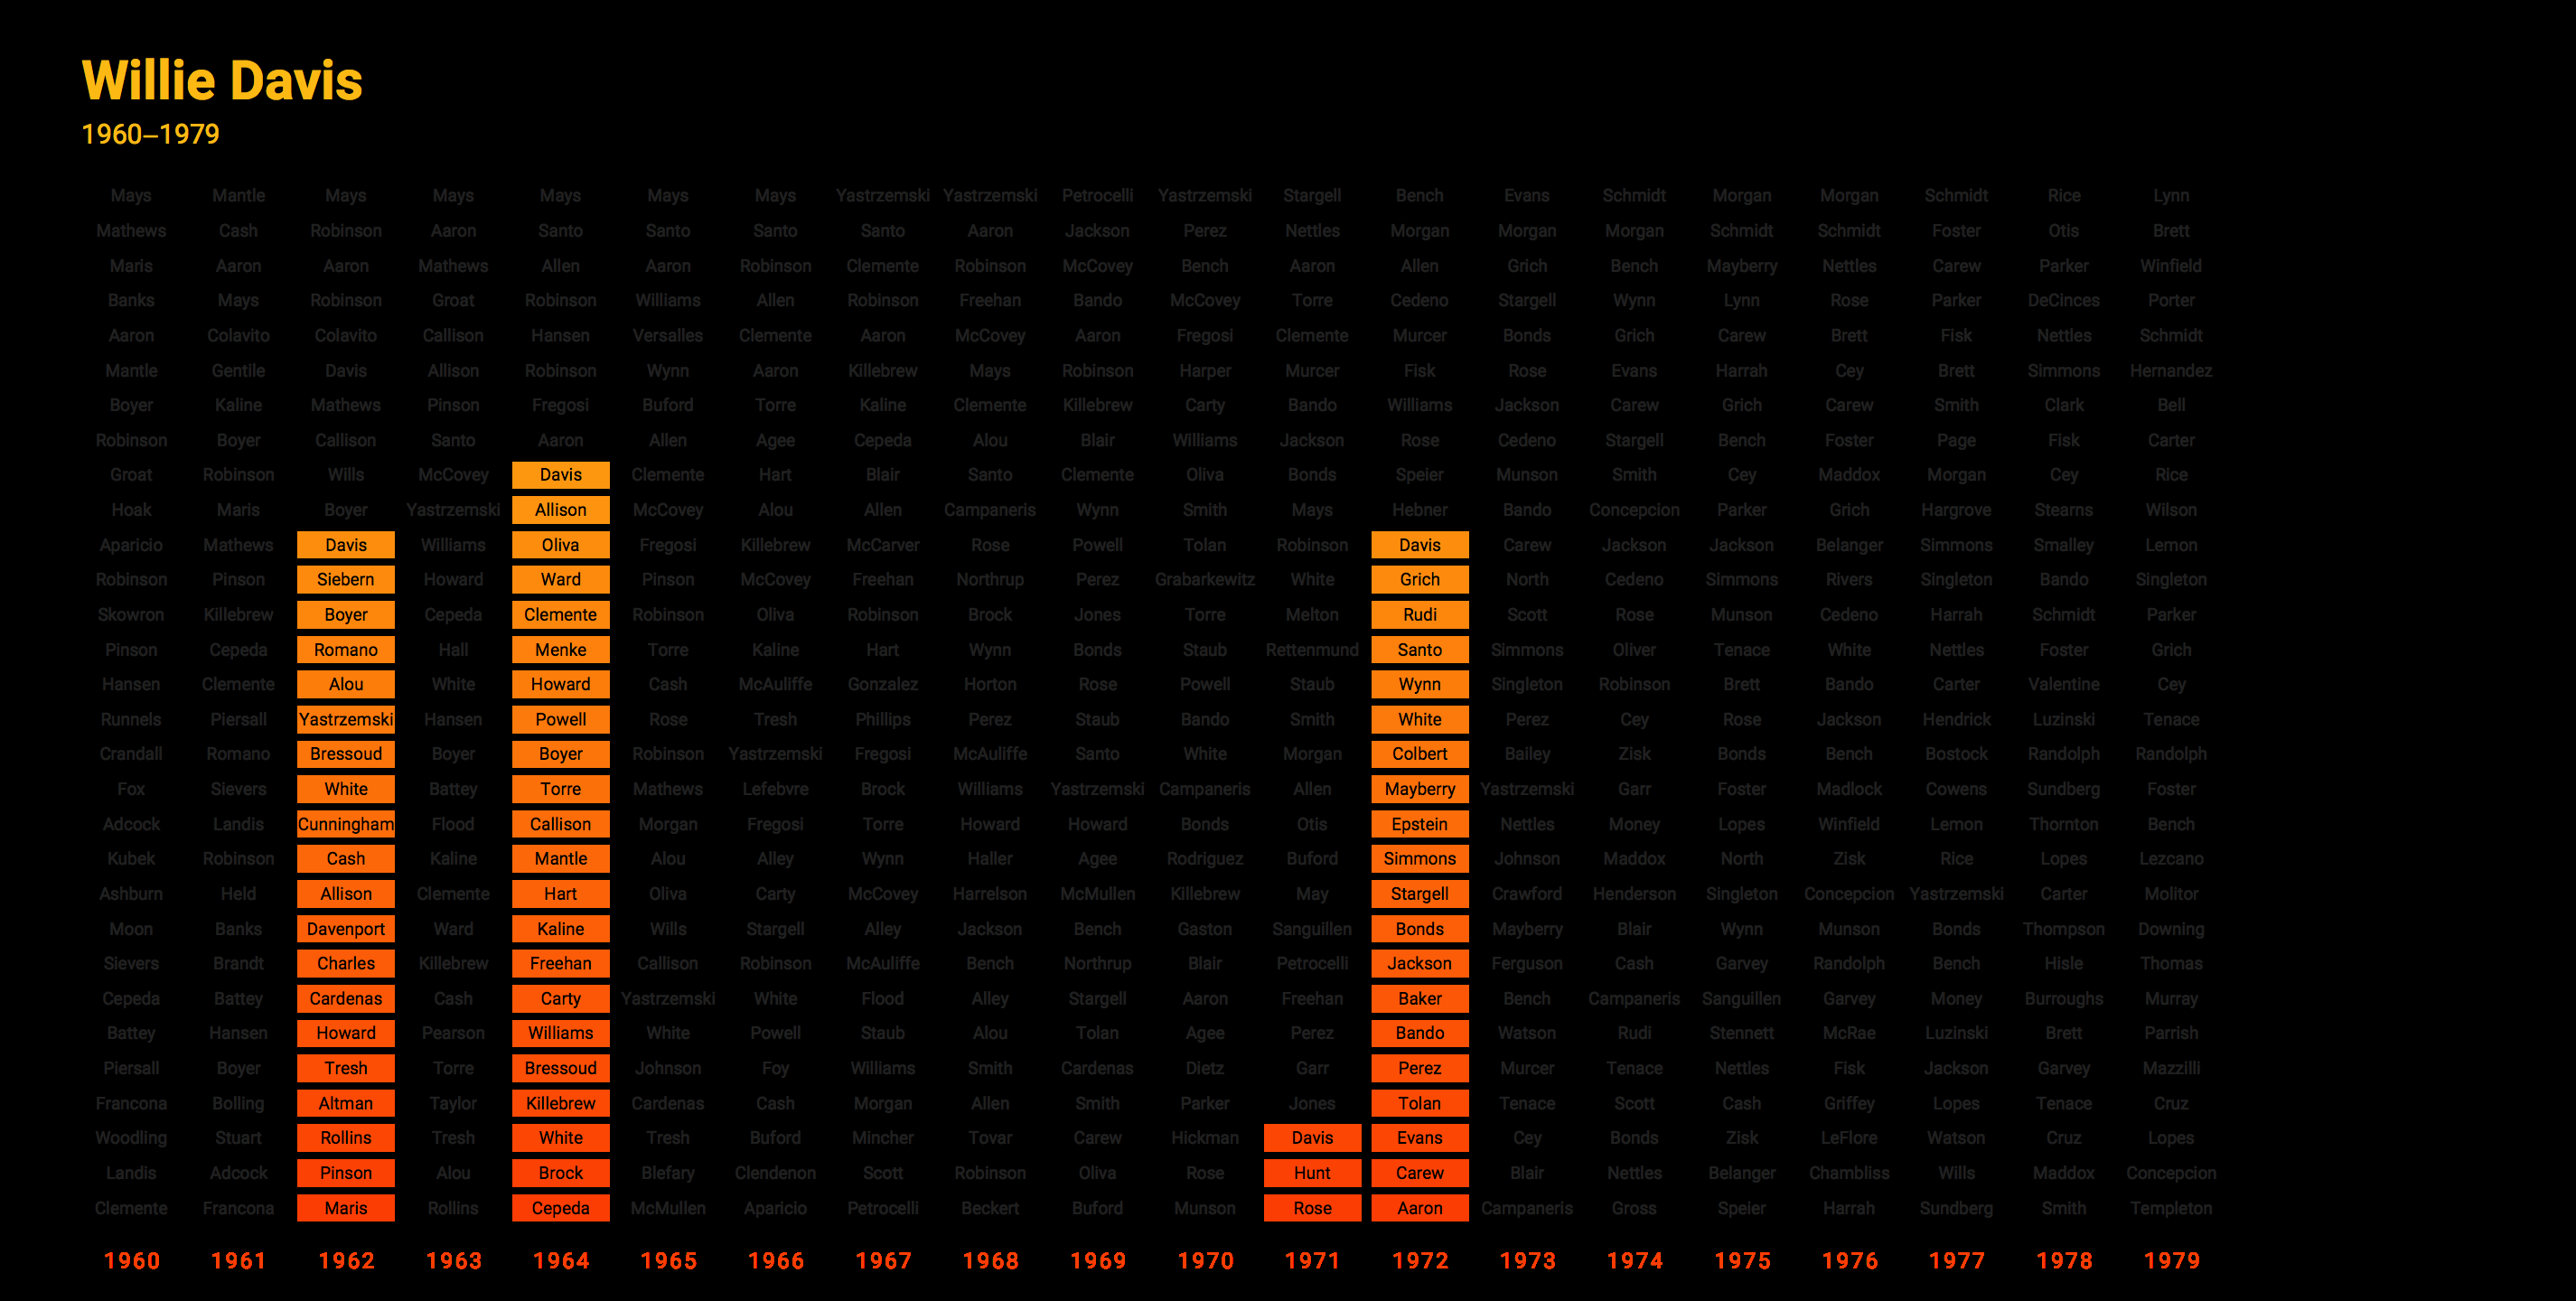 Willie Davis
1960–1979
Mays Mantle Mays Mays Mays Mays Mays Yastrzemski Yastrzemski Petrocelli Yastrzemski Stargell Bench Evans Schmidt Morgan Morgan Schmidt Rice Lynn
Mathews Cash Robinson Aaron Santo Santo Santo Santo Aaron Jackson Perez Nettles Morgan Morgan Morgan Schmidt Schmidt Foster Otis Brett
Maris Aaron Aaron Mathews Allen Aaron Robinson Clemente Robinson McCovey Bench Aaron Allen Grich Bench Mayberry Nettles Carew Parker Winfield
Banks Mays Robinson Groat Robinson Williams Allen Robinson Freehan Bando McCovey Torre Cedeno Stargell Wynn Lynn Rose Parker DeCinces Porter
Aaron Colavito Colavito Callison Hansen Versalles Clemente Aaron McCovey Aaron Fregosi Clemente Murcer Bonds Grich Carew Brett Fisk Nettles Schmidt
Mantle Gentile Davis Allison Robinson Wynn Aaron Killebrew Mays Robinson Harper Murcer Fisk Rose Evans Harrah Cey Brett Simmons Hernandez
Boyer Kaline Mathews Pinson Fregosi Buford Torre Kaline Clemente Killebrew Carty Bando Williams Jackson Carew Grich Carew Smith Clark Bell
Robinson Boyer Callison Santo Aaron Allen Agee Cepeda Alou Blair Williams Jackson Rose Cedeno Stargell Bench Foster Page Fisk Carter
Groat Robinson Wills McCovey Davis Clemente Hart Blair Santo Clemente Oliva Bonds Speier Munson Smith Cey Maddox Morgan Cey Rice
Hoak Maris Boyer Yastrzemski Allison McCovey Alou Allen Campaneris Wynn Smith Mays Hebner Bando Concepcion Parker Grich Hargrove Stearns Wilson
Aparicio Mathews Davis Williams Oliva Fregosi Killebrew McCarver Rose Powell Tolan Robinson Davis Carew Jackson Jackson Belanger Simmons Smalley Lemon
Robinson Pinson Siebern Howard Ward Pinson McCovey Freehan Northrup Perez Grabarkewitz White Grich North Cedeno Simmons Rivers Singleton Bando Singleton
Skowron Killebrew Boyer Cepeda Clemente Robinson Oliva Robinson Brock Jones Torre Melton Rudi Scott Rose Munson Cedeno Harrah Schmidt Parker
Pinson Cepeda Romano Hall Menke Torre Kaline Hart Wynn Bonds Staub Rettenmund Santo Simmons Oliver Tenace White Nettles Foster Grich
Hansen Clemente Alou White Howard Cash McAuliffe Gonzalez Horton Rose Powell Staub Wynn Singleton Robinson Brett Bando Carter Valentine Cey
Runnels Piersall Yastrzemski Hansen Powell Rose Tresh Phillips Perez Staub Bando Smith White Perez Cey Rose Jackson Hendrick Luzinski Tenace
Crandall Romano Bressoud Boyer Boyer Robinson Yastrzemski Fregosi McAuliffe Santo White Morgan Colbert Bailey Zisk Bonds Bench Bostock Randolph Randolph
Fox Sievers White Battey Torre Mathews Lefebvre Brock Williams Yastrzemski Campaneris Allen Mayberry Yastrzemski Garr Foster Madlock Cowens Sundberg Foster
Adcock Landis Cunningham Flood Callison Morgan Fregosi Torre Howard Howard Bonds Otis Epstein Nettles Money Lopes Winfield Lemon Thornton Bench
Kubek Robinson Cash Kaline Mantle Alou Alley Wynn Haller Agee Rodriguez Buford Simmons Johnson Maddox North Zisk Rice Lopes Lezcano
Ashburn Held Allison Clemente Hart Oliva Carty McCovey Harrelson McMullen Killebrew May Stargell Crawford Henderson Singleton Concepcion Yastrzemski Carter Molitor
Moon Banks Davenport Ward Kaline Wills Stargell Alley Jackson Bench Gaston Sanguillen Bonds Mayberry Blair Wynn Munson Bonds Thompson Downing
Sievers Brandt Charles Killebrew Freehan Callison Robinson McAuliffe Bench Northrup Blair Petrocelli Jackson Ferguson Cash Garvey Randolph Bench Hisle Thomas
Cepeda Battey Cardenas Cash Carty Yastrzemski White Flood Alley Stargell Aaron Freehan Baker Bench Campaneris Sanguillen Garvey Money Burroughs Murray
Battey Hansen Howard Pearson Williams White Powell Staub Alou Tolan Agee Perez Bando Watson Rudi Stennett McRae Luzinski Brett Parrish
Piersall Boyer Tresh Torre Bressoud Johnson Foy Williams Smith Cardenas Dietz Garr Perez Murcer Tenace Nettles Fisk Jackson Garvey Mazzilli
Francona Bolling Altman Taylor Killebrew Cardenas Cash Morgan Allen Smith Parker Jones Tolan Tenace Scott Cash Griffey Lopes Tenace Cruz
Woodling Stuart Rollins Tresh White Tresh Buford Mincher Tovar Carew Hickman Davis Evans Cey Bonds Zisk LeFlore Watson Cruz Lopes
Landis Adcock Pinson Alou Brock Blefary Clendenon Scott Robinson Oliva Rose Hunt Carew Blair Nettles Belanger Chambliss Wills Maddox Concepcion
Clemente Francona Maris Rollins Cepeda McMullen Aparicio Petrocelli Beckert Buford Munson Rose Aaron Campaneris Gross Speier Harrah Sundberg Smith Templeton
1960 1961 1962 1963 1964 1965 1966 1967 1968 1969 1970 1971 1972 1973 1974 1975 1976 1977 1978 1979